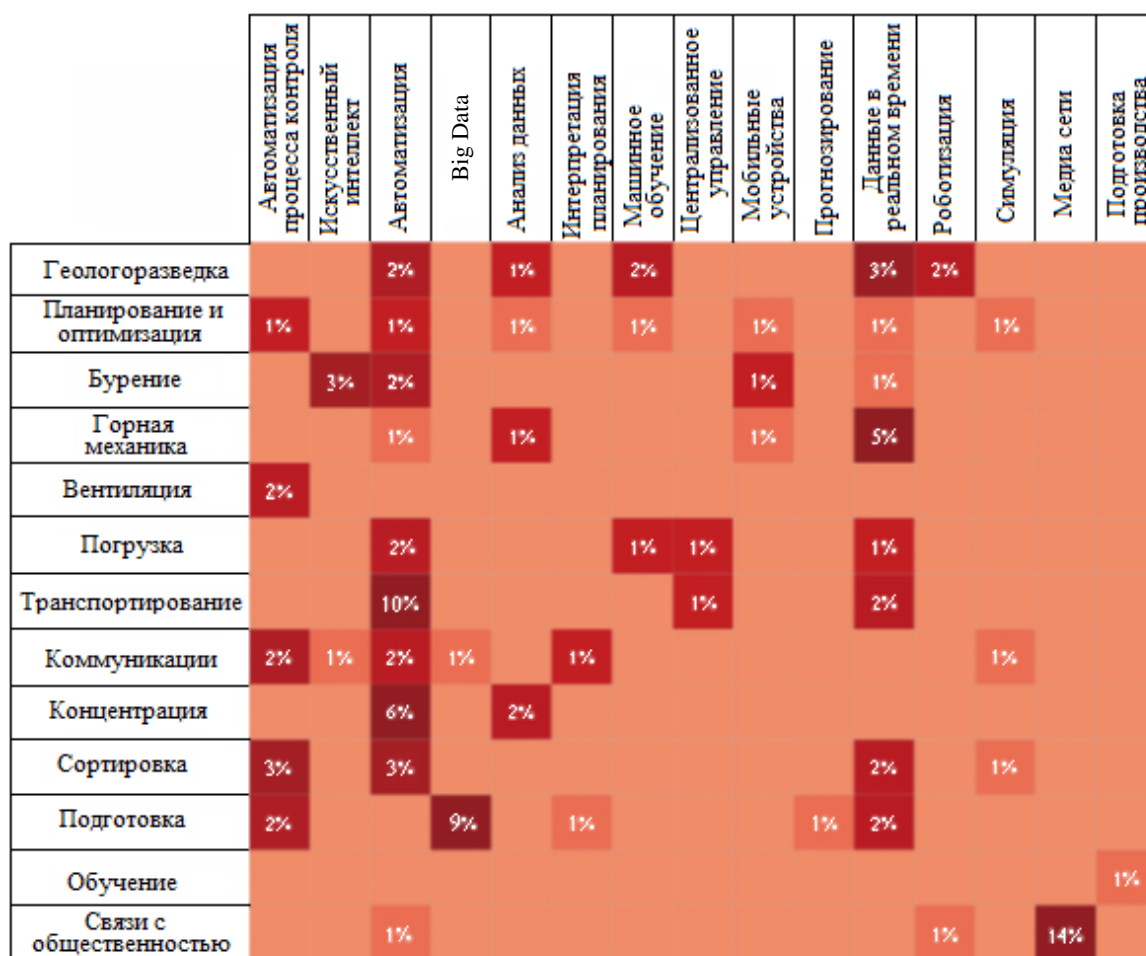 Автоматизация
процесса контроля
Искусственный
интеллект
Автоматизация
Big Data
Анализ данных
Интерпретация
планирования
Машинное
обучение
Централизованное
управление
Мобильные
устройства
Прогнозирование
Данные в
реальном времени
Роботизация
Симуляция
Медиа сети
Подготовка
производства
Геологоразведка
2% 1% 2% 3% 2%
Планирование и
оптимизация
1% 1% 1% 1% 1% 1% 1%
Бурение
3% 2% 1% 1%
Горная
механика
1% 1% 1% 5%
Вентиляция
2%
Погрузка
2% 1% 1% 1%
Транспортирование
10% 1% 2%
Коммуникации
2% 1% 2% 1% 1% 1%
Концентрация
6% 2%
Сортировка
3% 3% 2% 1%
Подготовка
2% 9% 1% 1% 2%
Обучение
1%
Связи с
общественностью
1% 1% 14%